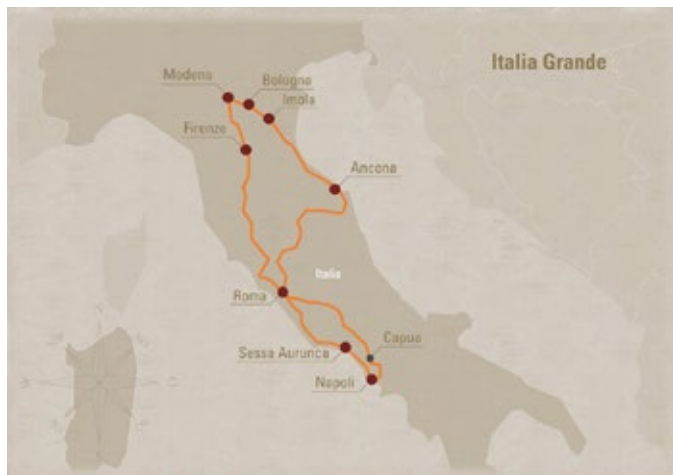 Italia Grande
Modena
Bologna
Imola
Firenze
Ancona
Italia
Roma
Sessa Aurunca
Capua
Napoli